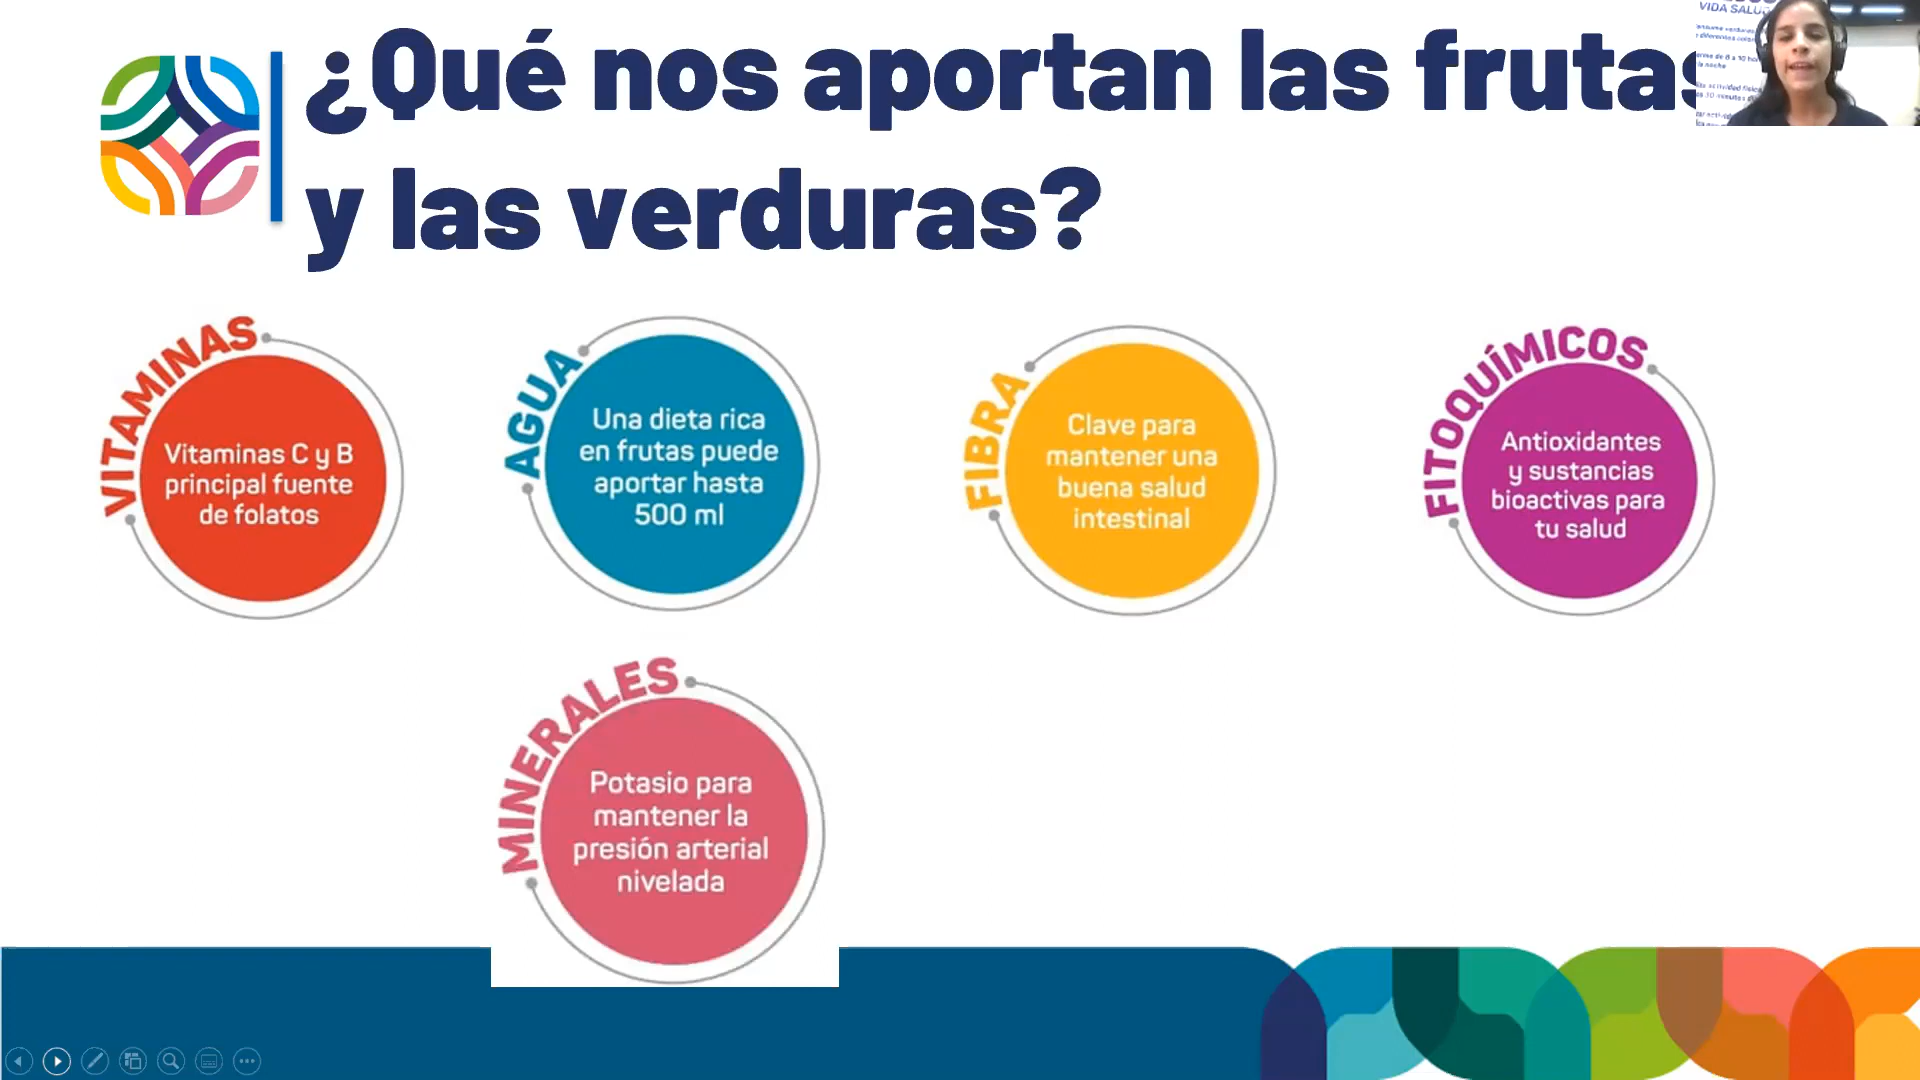 ¿Qué nos aportan las frutas
y las verduras?
VIDA SALUD
VITAMINAS
Vitaminas C y B
principal fuente
de folatos
AGUA
Una dieta rica
en frutas puede
aportar hasta
500 ml
FIBRA
Clave para
mantener una
buena salud
intestinal
FITOQUÍMICOS
Antioxidantes
y sustancias
bioactivas para
tu salud
MINERALES
Potasio para
mantener la
presión arterial
nivelada